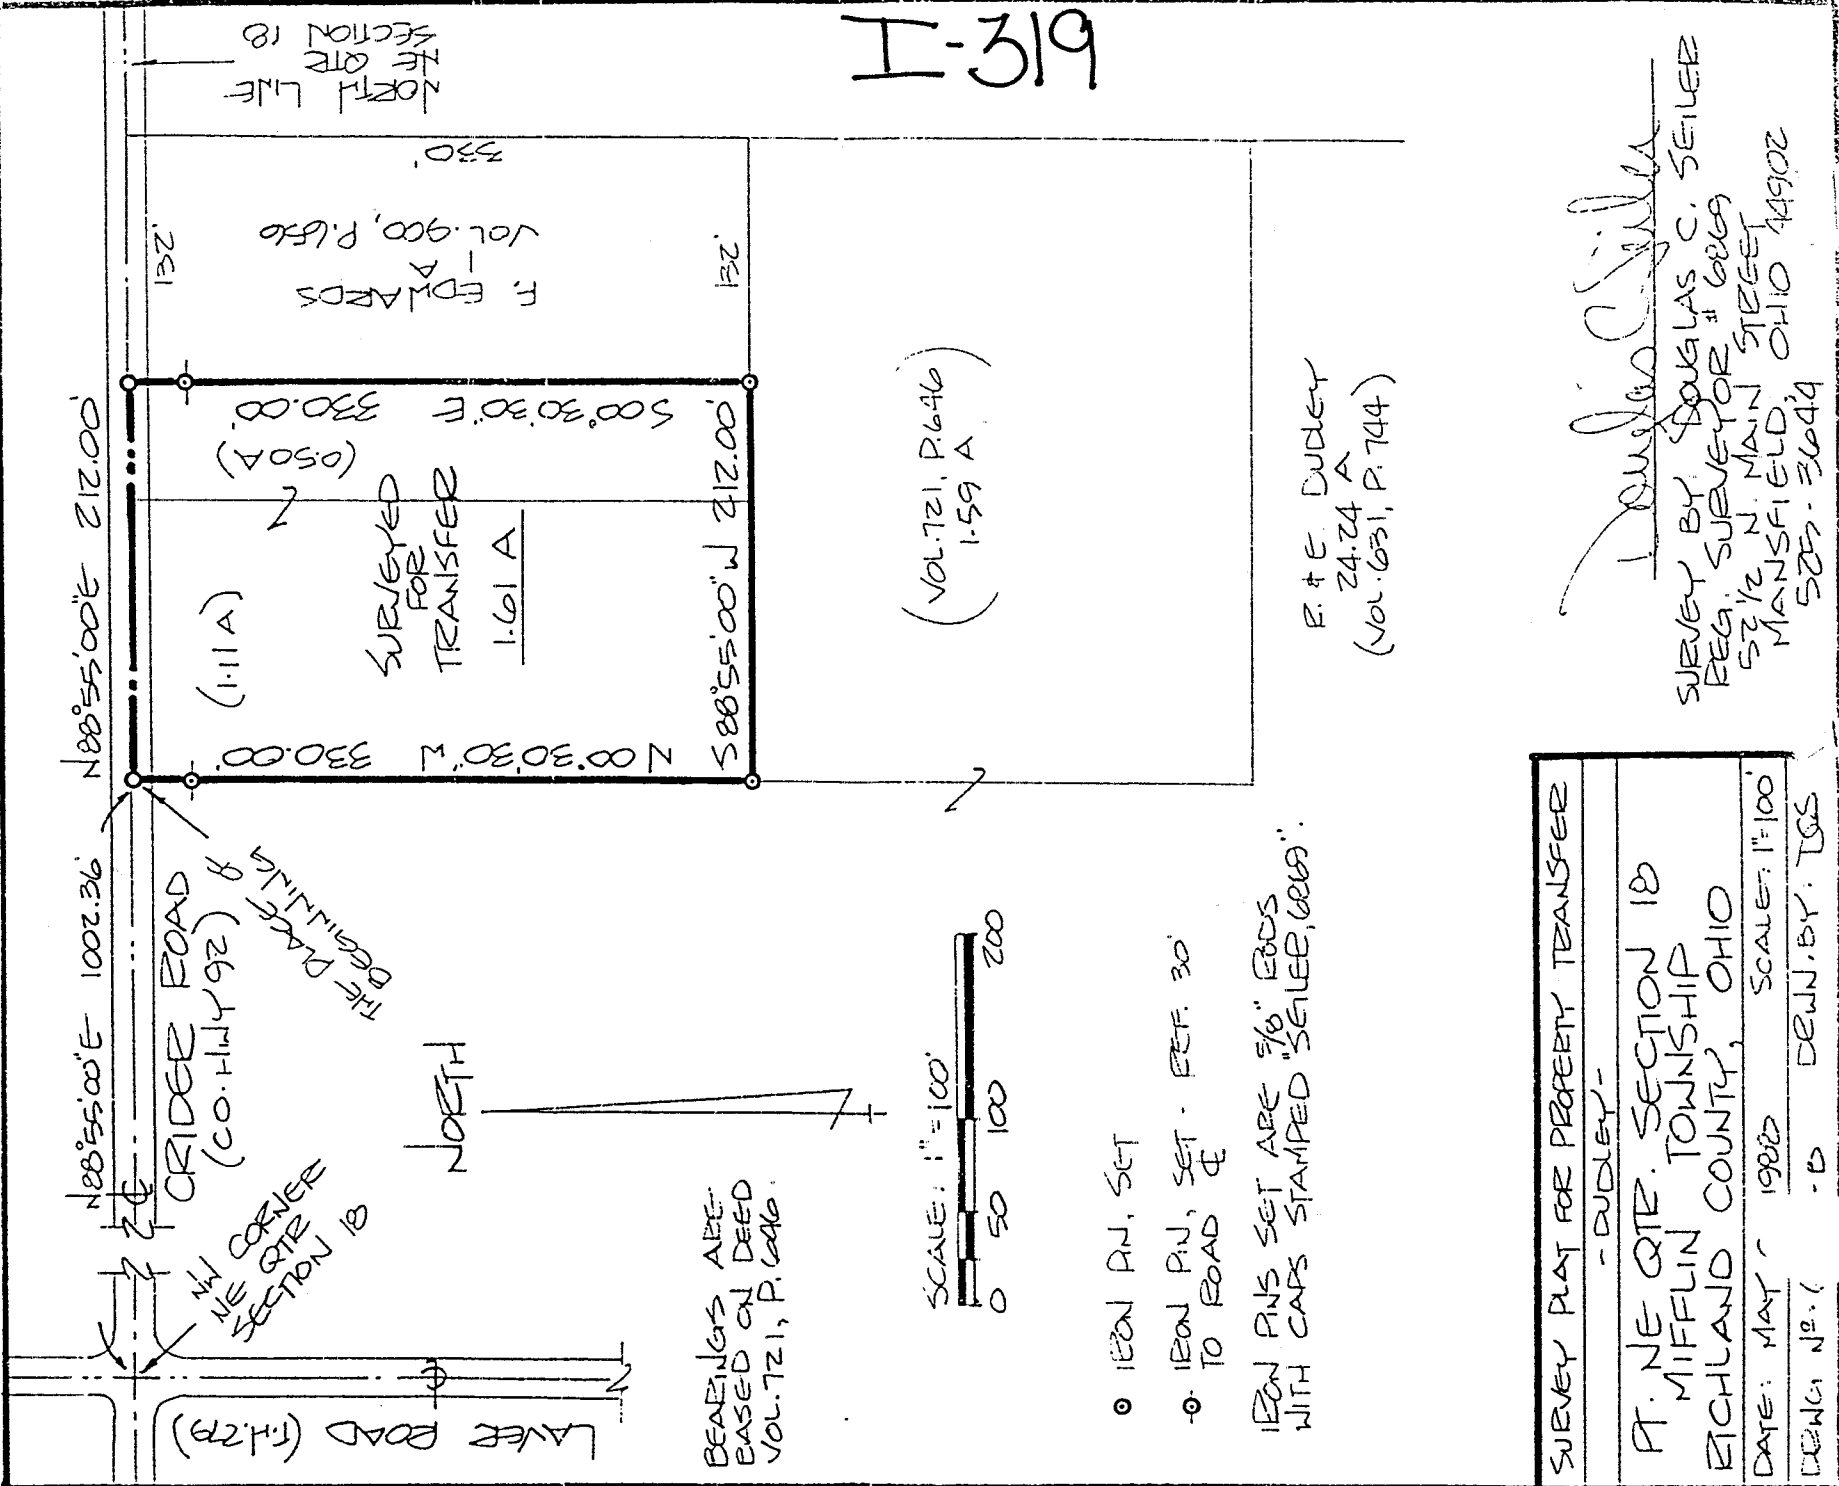 I-319
NORTH LINE
NE QTR
SECTION 18
N88°55'00"E 1002.36'
N88°55'00"E 212.00'
CRIDER ROAD
(CO. HWY 92)
THE PLACE of
BEGINNING
NW CORNER
NE QTR
SECTION 18
LAVER ROAD (T.H. 279)
132'
330'
F. EDWARDS
A
VOL. 900, P.656
132'
S00°30'30"E 330.00'
(0.50A)
(1.11 A)
SURVEYED
FOR
TRANSFER
1.61 A
N00°30'30"W 330.00'
S88°55'00"W 212.00'
(VOL. 721, P.646)
1.59 A
R. & E. DUDLEY
24.24 A
(VOL. 631, P. 744)
NORTH
BEARINGS ARE
BASED ON DEED
VOL. 721, P. 646.
SCALE: 1"=100'
0 50 100 200
IRON PIN, SET
IRON PIN, SET - REF. 30'
TO ROAD ℄
IRON PINS SET ARE 5/8" RODS
WITH CAPS STAMPED "SEILER, 6869".
Douglas C. Seiler
SURVEY BY: DOUGLAS C. SEILER
REG. SURVEYOR # 6869
52 1/2 N. MAIN STREET
MANSFIELD, OHIO 44902
525-3644
SURVEY PLAT FOR PROPERTY TRANSFER
- DUDLEY -
PT. NE QTR. SECTION 18
MIFFLIN TOWNSHIP
RICHLAND COUNTY, OHIO
DATE: MAY - 1988 SCALE: 1"=100'
DRWG. Nº. - D DRWN. BY: DCS